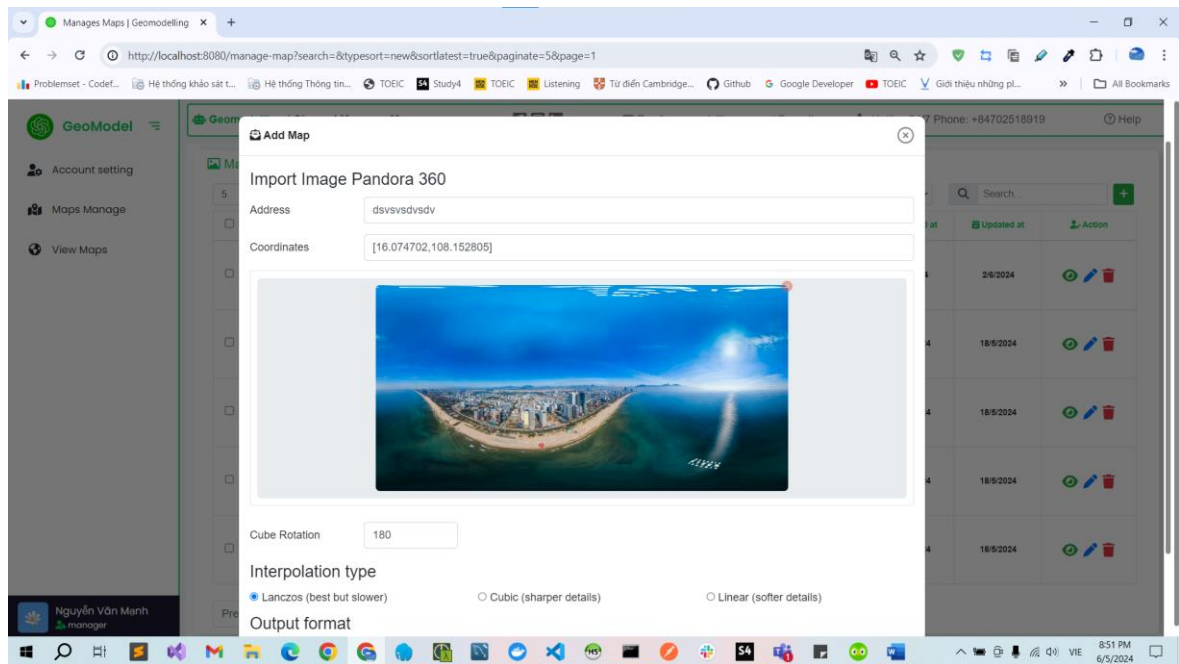 Manages Maps | Geomodelling
http://localhost:8080/manage-map?search=&typesort=new&sortlatest=true&paginate=5&page=1
Problemset - Codef... Hệ thống khảo sát t... Hệ thống Thông tin... TOEIC S4 Study4 TOEIC Listening Từ điển Cambridge... Github Google Developer TOEIC Giới thiệu những pl... » All Bookmarks
GeoModel
Geom
7 Phone: +84702518919
Help
Add Map
Account setting
Maps Manage
View Maps
Import Image Pandora 360
5
Search...
Address dsvsvsdvsdv
Updated at
Action
Coordinates [16.074702,108.152805]
2/6/2024
18/5/2024
18/5/2024
18/5/2024
18/5/2024
Cube Rotation 180
Interpolation type
Lanczos (best but slower) Cubic (sharper details) Linear (softer details)
Output format
Nguyễn Văn Mạnh
manager
Pre
VIE
8:51 PM
6/5/2024